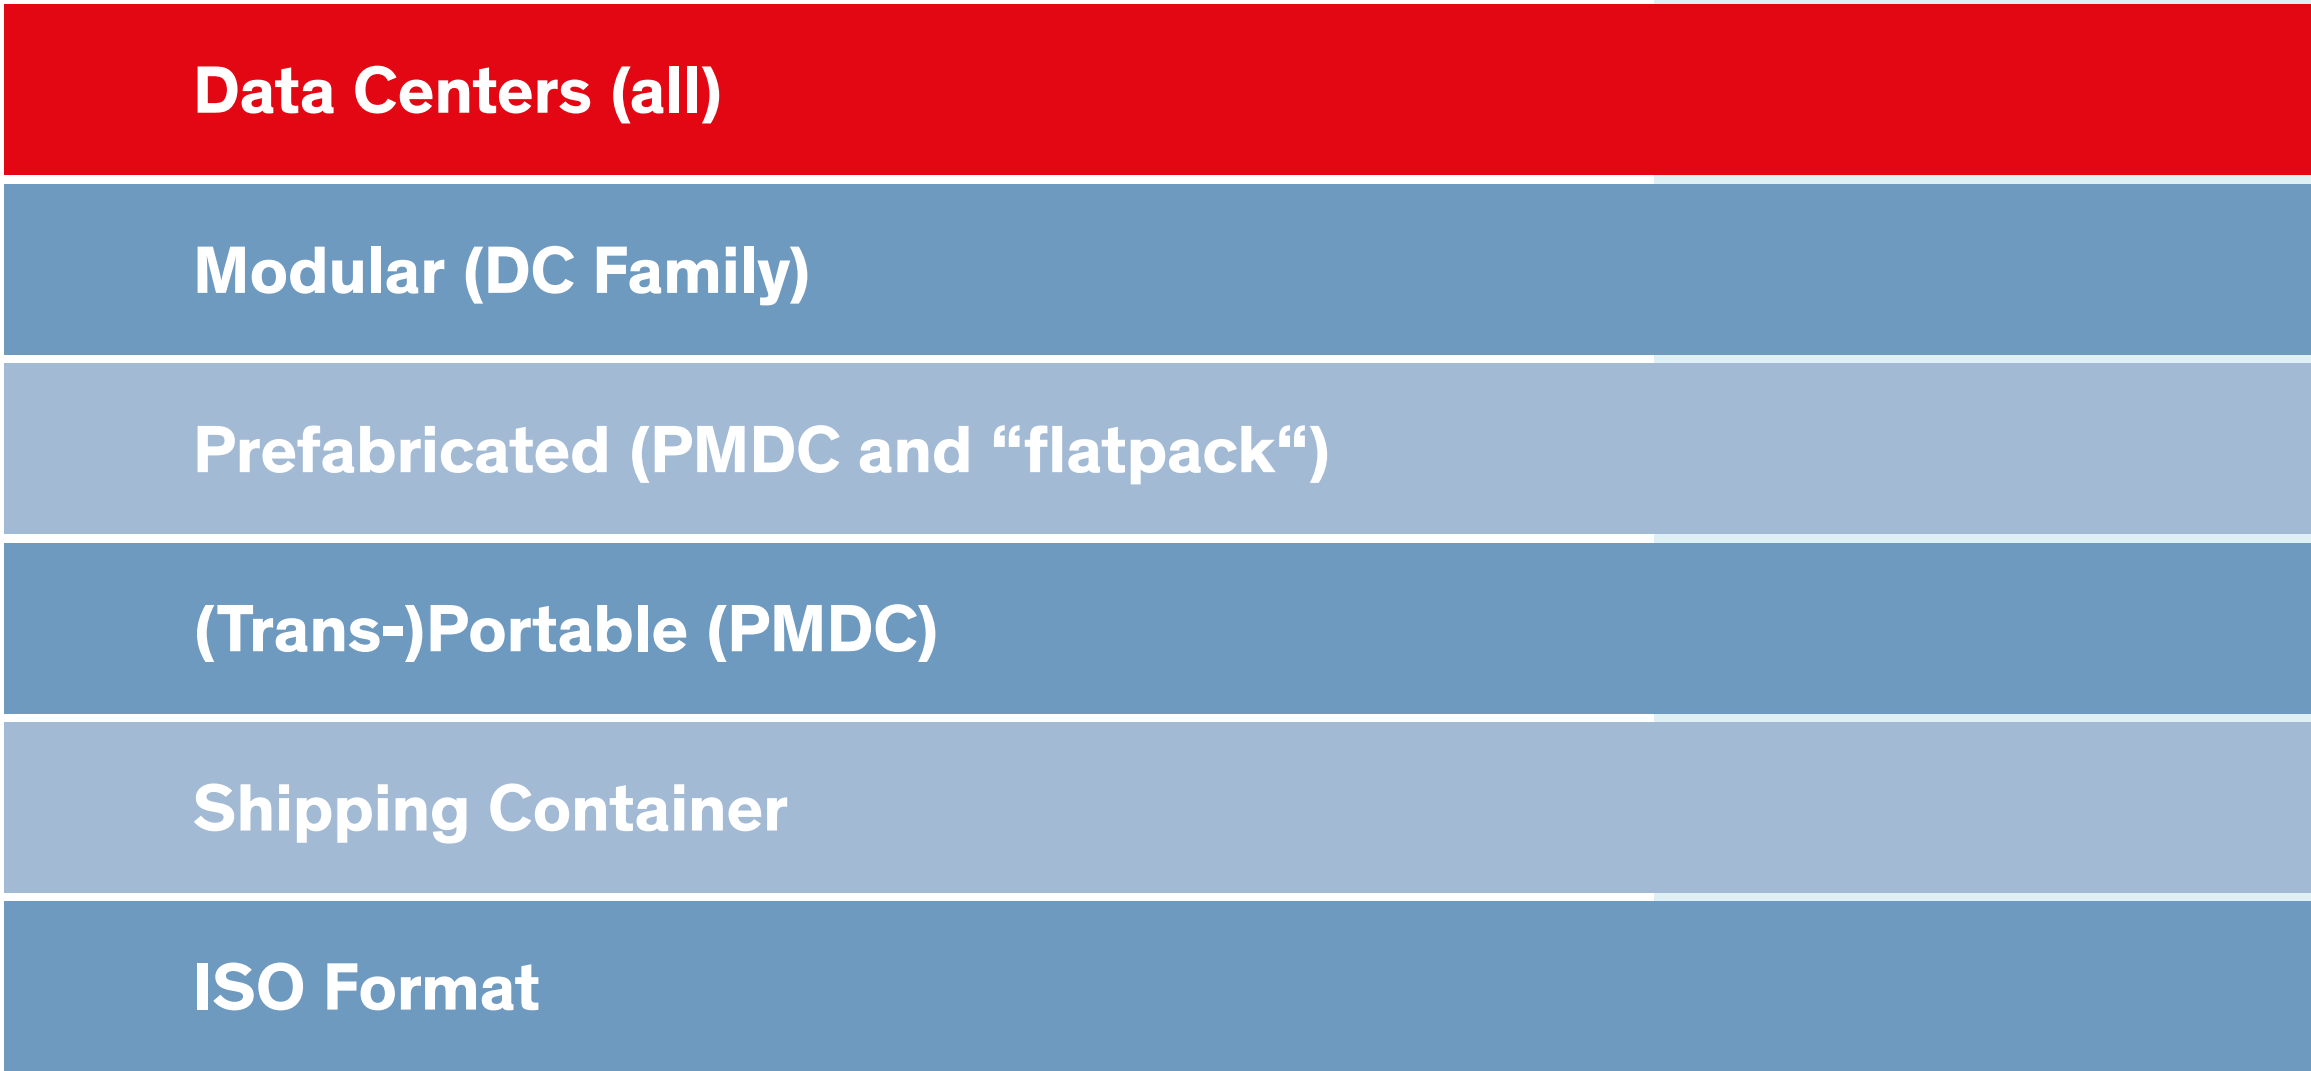 Data Centers (all)
Modular (DC Family)
Prefabricated (PMDC and “flatpack“)
(Trans-)Portable (PMDC)
Shipping Container
ISO Format